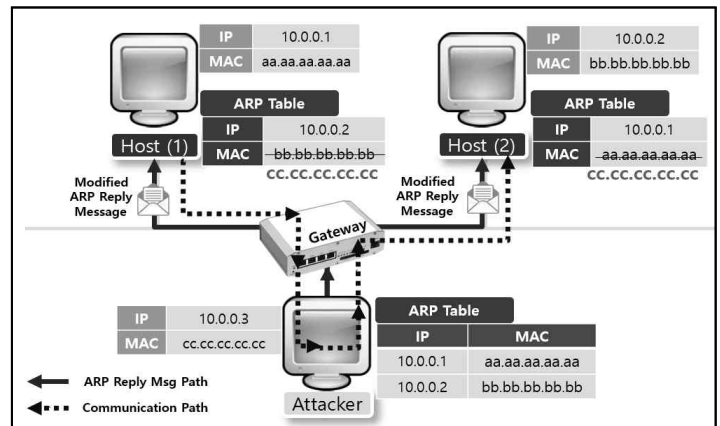 IP 10.0.0.1
MAC aa.aa.aa.aa.aa
ARP Table
IP 10.0.0.2
MAC bb.bb.bb.bb.bb
cc.cc.cc.cc.cc
Host (1)
Modified
ARP Reply
Message
IP 10.0.0.2
MAC bb.bb.bb.bb.bb
ARP Table
IP 10.0.0.1
MAC aa.aa.aa.aa.aa
cc.cc.cc.cc.cc
Host (2)
Modified
ARP Reply
Message
Gateway
IP 10.0.0.3
MAC cc.cc.cc.cc.cc
Attacker
ARP Table
IP MAC
10.0.0.1 aa.aa.aa.aa.aa
10.0.0.2 bb.bb.bb.bb.bb
ARP Reply Msg Path
Communication Path